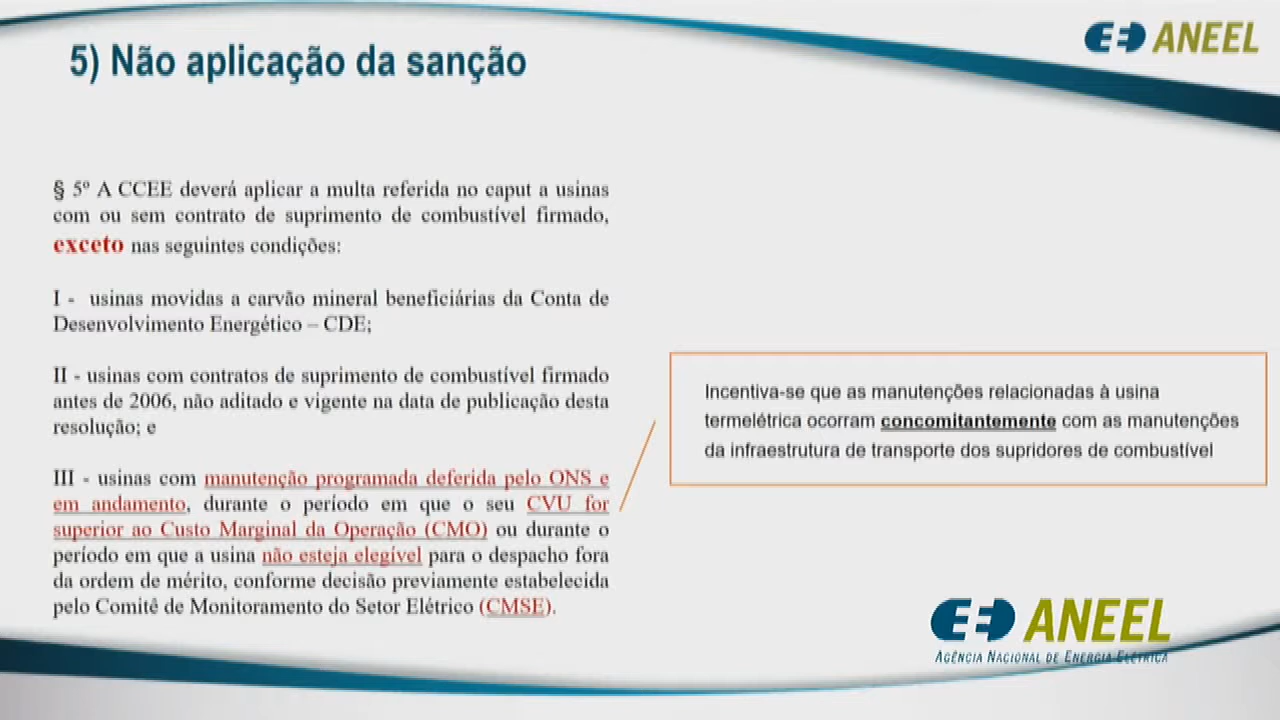 5) Não aplicação da sanção
ANEEL
§ 5º A CCEE deverá aplicar a multa referida no caput a usinas
com ou sem contrato de suprimento de combustível firmado,
exceto nas seguintes condições:
I - usinas movidas a carvão mineral beneficiárias da Conta de
Desenvolvimento Energético – CDE;
II - usinas com contratos de suprimento de combustível firmado
antes de 2006, não aditado e vigente na data de publicação desta
resolução; e
III - usinas com manutenção programada deferida pelo ONS e
em andamento, durante o período em que o seu CVU for
superior ao Custo Marginal da Operação (CMO) ou durante o
período em que a usina não esteja elegível para o despacho fora
da ordem de mérito, conforme decisão previamente estabelecida
pelo Comitê de Monitoramento do Setor Elétrico (CMSE).
Incentiva-se que as manutenções relacionadas à usina
termelétrica ocorram concomitantemente com as manutenções
da infraestrutura de transporte dos supridores de combustível
ANEEL
AGÊNCIA NACIONAL DE ENERGIA ELÉTRICA